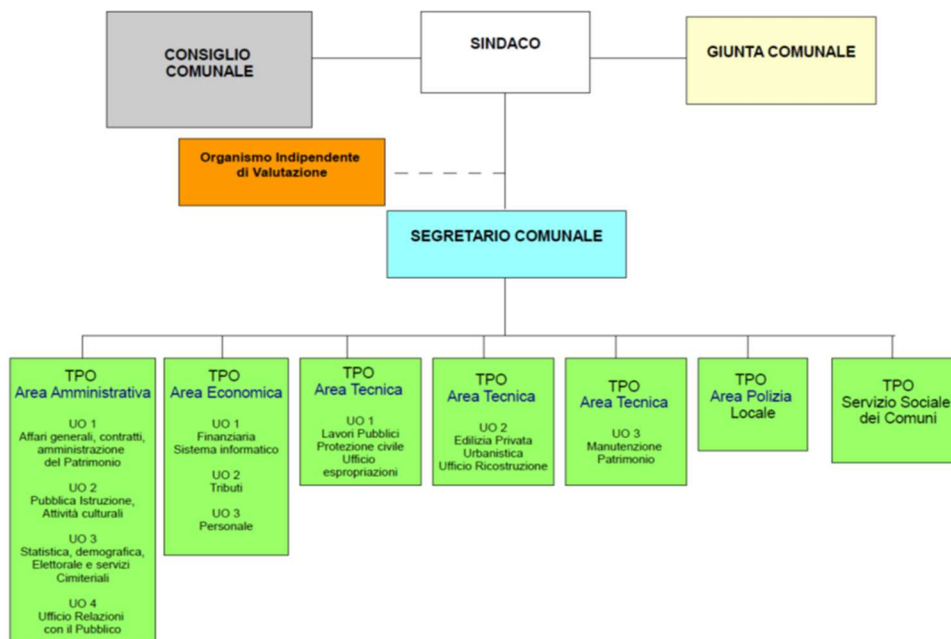 CONSIGLIO
COMUNALE
SINDACO
GIUNTA COMUNALE
Organismo Indipendente
di Valutazione
SEGRETARIO COMUNALE
TPO
Area Amministrativa
UO 1
Affari generali, contratti,
amministrazione
del Patrimonio
UO 2
Pubblica Istruzione,
Attività culturali
UO 3
Statistica, demografica,
Elettorale e servizi
Cimiteriali
UO 4
Ufficio Relazioni
con il Pubblico
TPO
Area Economica
UO 1
Finanziaria
Sistema informatico
UO 2
Tributi
UO 3
Personale
TPO
Area Tecnica
UO 1
Lavori Pubblici
Protezione civile
Ufficio
espropriazioni
TPO
Area Tecnica
UO 2
Edilizia Privata
Urbanistica
Ufficio Ricostruzione
TPO
Area Tecnica
UO 3
Manutenzione
Patrimonio
TPO
Area Polizia
Locale
TPO
Servizio Sociale
dei Comuni